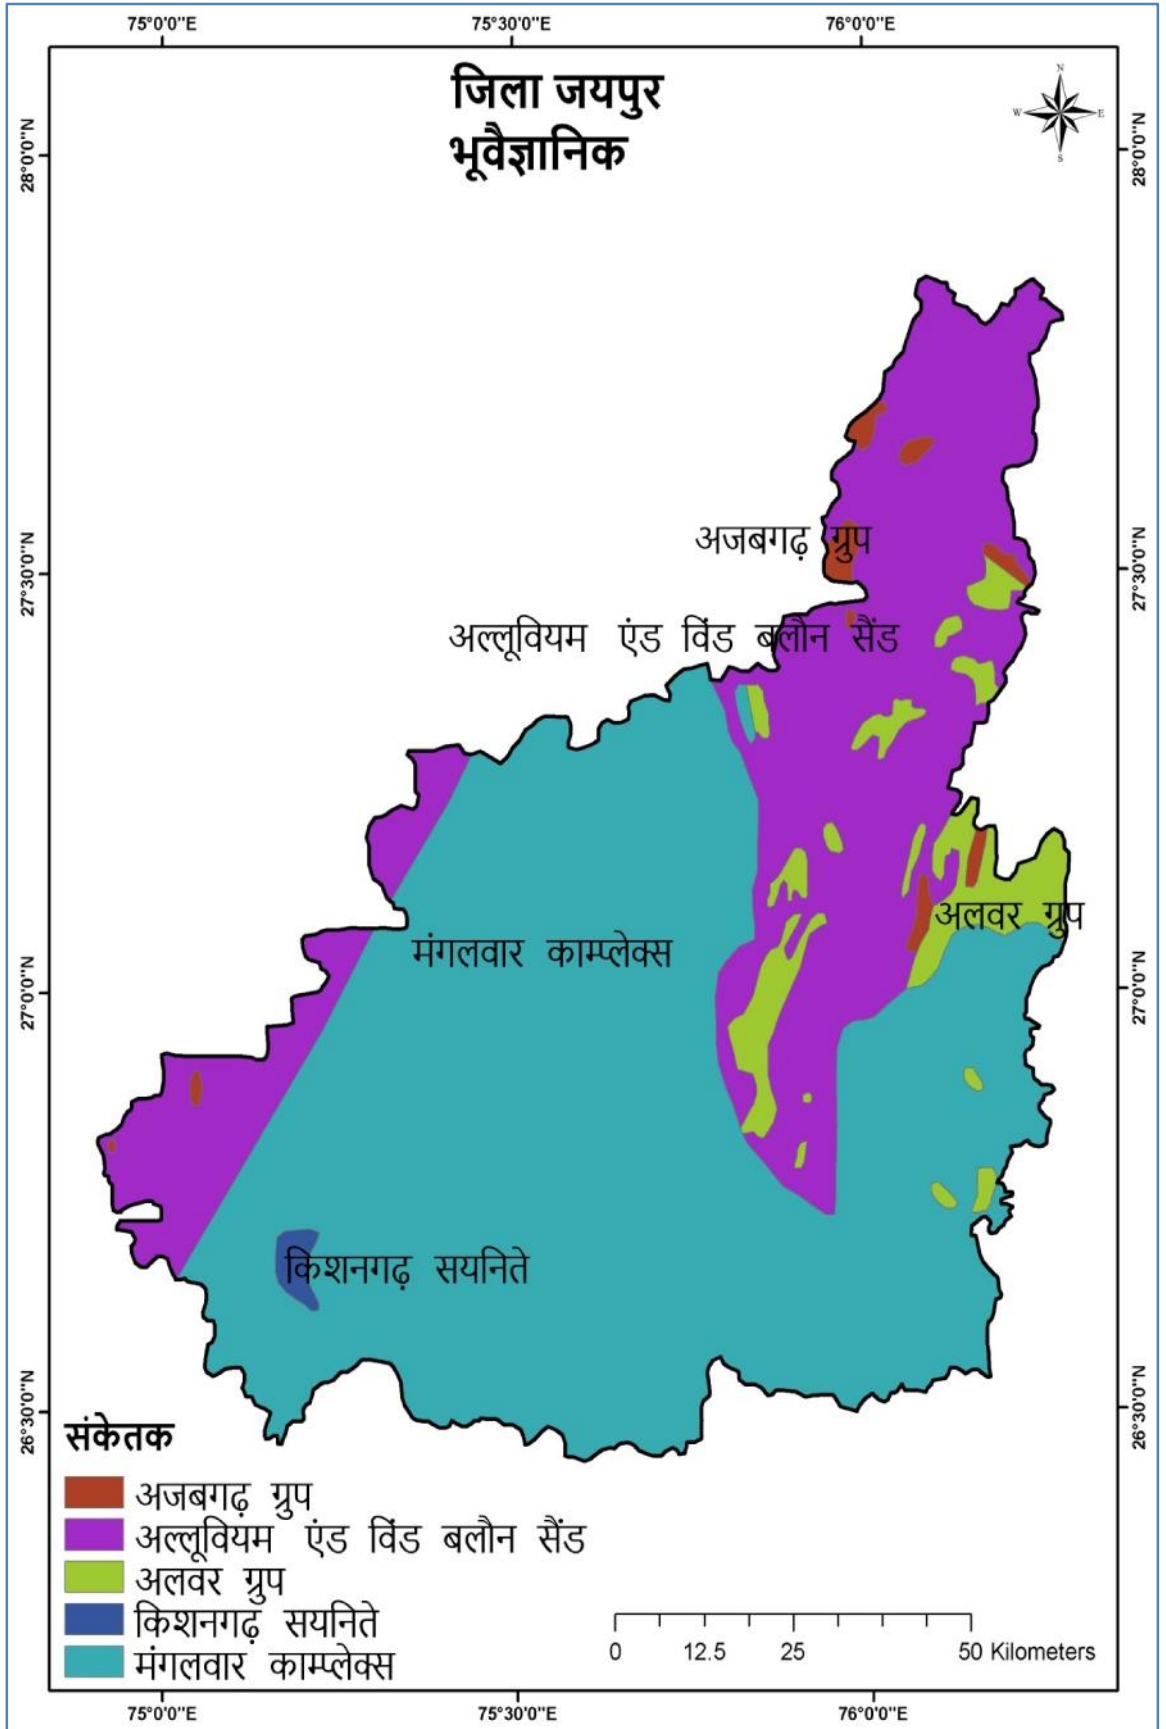 75°0'0"E 75°30'0"E 76°0'0"E
जिला जयपुर
भूवैज्ञानिक
N
W E
S
28°0'0"N 28°0'0"N
अजबगढ़ ग्रुप
27°30'0"N 27°30'0"N
अल्लूवियम एंड विंड बलौन सैंड
अलवर ग्रुप
मंगलवार काम्प्लेक्स
27°0'0"N 27°0'0"N
किशनगढ़ सयनिते
26°30'0"N 26°30'0"N
संकेतक
अजबगढ़ ग्रुप
अल्लूवियम एंड विंड बलौन सैंड
अलवर ग्रुप
किशनगढ़ सयनिते
मंगलवार काम्प्लेक्स
0 12.5 25 50 Kilometers
75°0'0"E 75°30'0"E 76°0'0"E